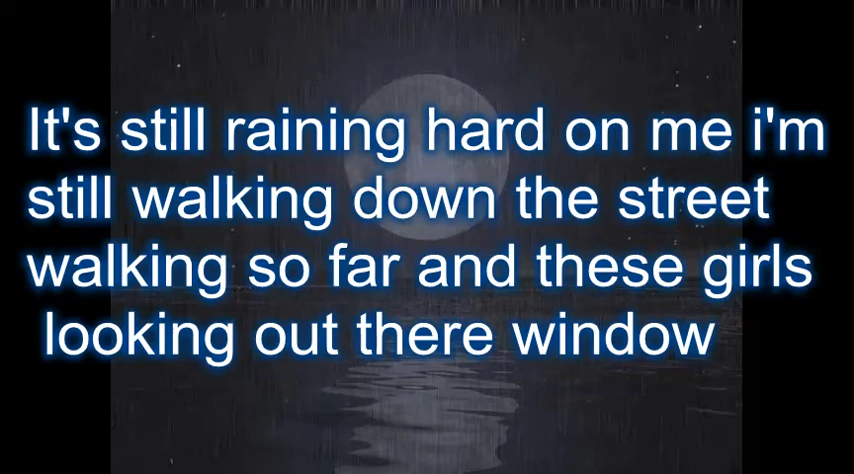 It's still raining hard on me i'm
still walking down the street
walking so far and these girls
looking out there window